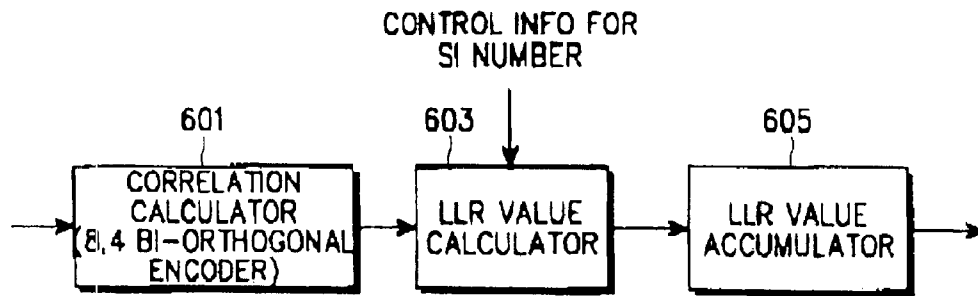 CONTROL INFO FOR
SI NUMBER
601
603
605
CORRELATION
CALCULATOR
(8,4 BI-ORTHOGONAL
ENCODER)
LLR VALUE
CALCULATOR
LLR VALUE
ACCUMULATOR